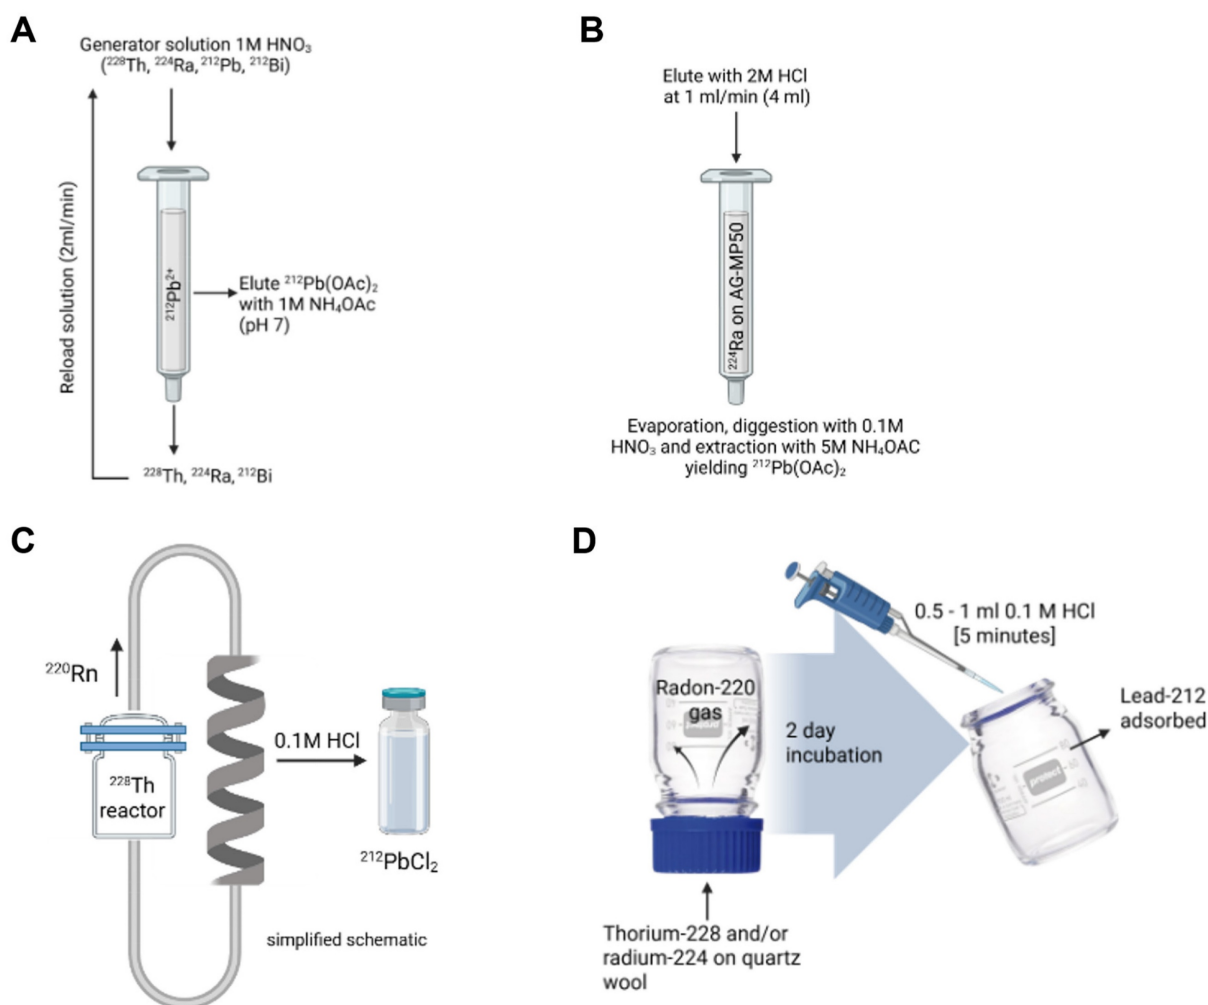 A
Generator solution 1M HNO₃
(²²⁸Th, ²²⁴Ra, ²¹²Pb, ²¹²Bi)
Reload solution (2ml/min)
²¹²Pb²⁺
Elute ²¹²Pb(OAc)₂
with 1M NH₄OAc
(pH 7)
²²⁸Th, ²²⁴Ra, ²¹²Bi
B
Elute with 2M HCl
at 1 ml/min (4 ml)
²²⁴Ra on AG-MP50
Evaporation, diggestion with 0.1M
HNO₃ and extraction with 5M NH₄OAC
yielding ²¹²Pb(OAc)₂
C
²²⁰Rn
²²⁸Th
reactor
0.1M HCl
²¹²PbCl₂
simplified schematic
D
Radon-220
gas
2 day
incubation
0.5 - 1 ml 0.1 M HCl
[5 minutes]
Lead-212
adsorbed
Thorium-228 and/or
radium-224 on quartz
wool